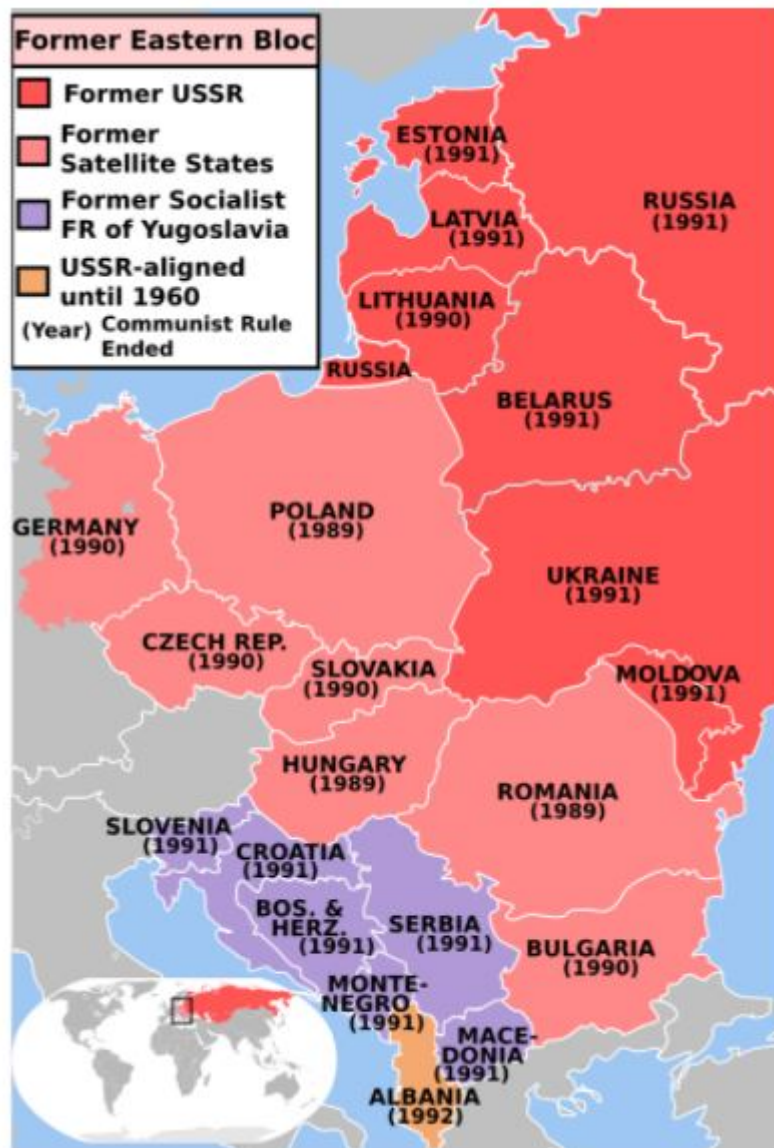 Former Eastern Bloc
Former USSR
Former
Satellite States
Former Socialist
FR of Yugoslavia
USSR-aligned
until 1960
(Year) Communist Rule
Ended
ESTONIA
(1991)
RUSSIA
(1991)
LATVIA
(1991)
LITHUANIA
(1990)
RUSSIA
BELARUS
(1991)
POLAND
(1989)
GERMANY
(1990)
UKRAINE
(1991)
CZECH REP.
(1990)
SLOVAKIA
(1990)
MOLDOVA
(1991)
HUNGARY
(1989)
ROMANIA
(1989)
SLOVENIA
(1991)
CROATIA
(1991)
BOS. &
HERZ.
(1991)
SERBIA
(1991)
BULGARIA
(1990)
MONTE-
NEGRO
(1991)
MACE-
DONIA
(1991)
ALBANIA
(1992)